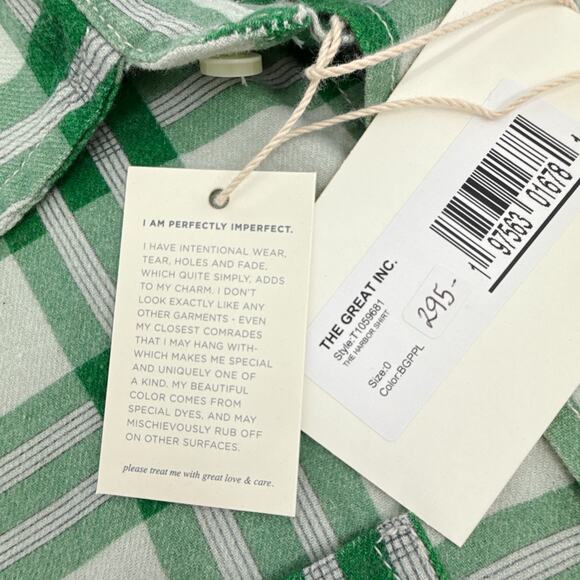 I AM PERFECTLY IMPERFECT.
I HAVE INTENTIONAL WEAR,
TEAR, HOLES AND FADE,
WHICH QUITE SIMPLY, ADDS
TO MY CHARM. I DON'T
LOOK EXACTLY LIKE ANY
OTHER GARMENTS - EVEN
MY CLOSEST COMRADES
THAT I MAY HANG WITH-
WHICH MAKES ME SPECIAL
AND UNIQUELY ONE OF
A KIND. MY BEAUTIFUL
COLOR COMES FROM
SPECIAL DYES, AND MAY
MISCHIEVOUSLY RUB OFF
ON OTHER SURFACES.
please treat me with great love & care.
THE GREAT INC.
Style:T1059681
THE HARBOR SHIRT
Size:0
Color:BGPPL
295-
1 97563 01678 1